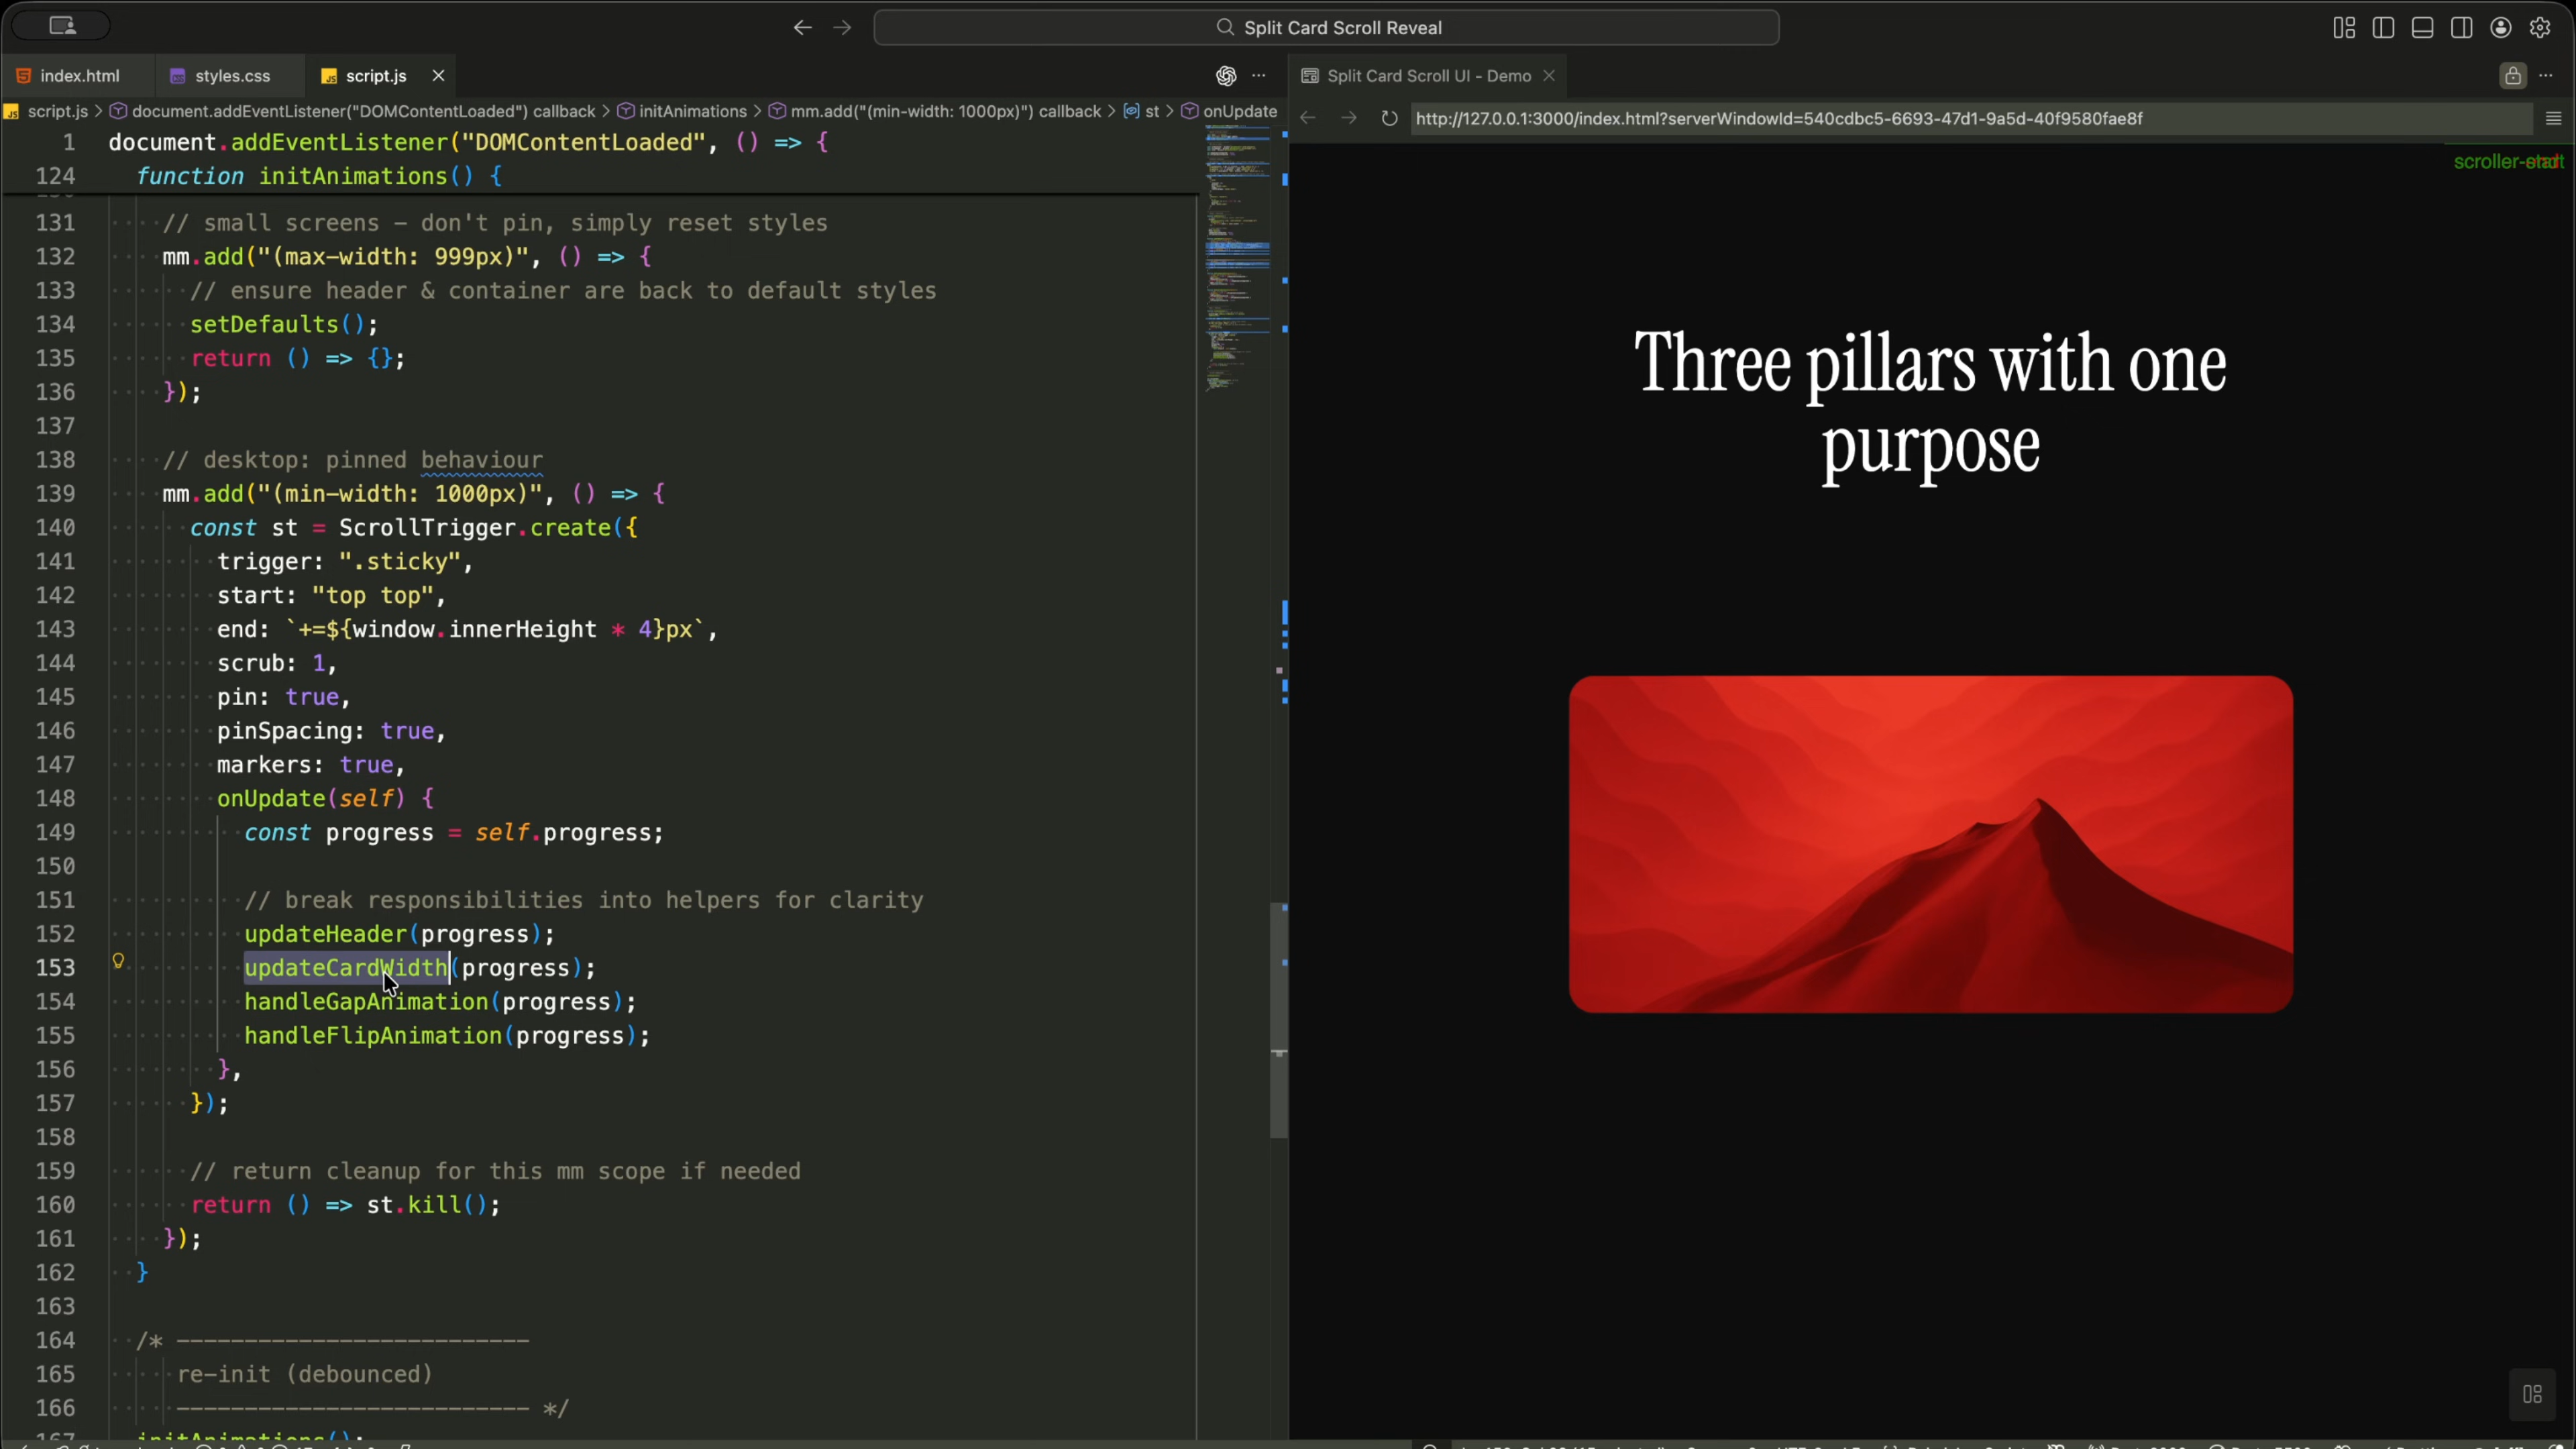 Split Card Scroll Reveal
index.html
styles.css
script.js
Split Card Scroll UI - Demo
script.js > document.addEventListener("DOMContentLoaded") callback > initAnimations > mm.add("(min-width: 1000px)") callback > st > onUpdate
http://127.0.0.1:3000/index.html?serverWindowId=540cdbc5-6693-47d1-9a5d-40f9580fae8f
1 document.addEventListener("DOMContentLoaded", () => {
124 function initAnimations() {
131 // small screens – don't pin, simply reset styles
132 mm.add("(max-width: 999px)", () => {
133 // ensure header & container are back to default styles
134 setDefaults();
135 return () => {};
136 });
137
138 // desktop: pinned behaviour
139 mm.add("(min-width: 1000px)", () => {
140 const st = ScrollTrigger.create({
141 trigger: ".sticky",
142 start: "top top",
143 end: `+=${window.innerHeight * 4}px`,
144 scrub: 1,
145 pin: true,
146 pinSpacing: true,
147 markers: true,
148 onUpdate(self) {
149 const progress = self.progress;
150
151 // break responsibilities into helpers for clarity
152 updateHeader(progress);
153 updateCardWidth(progress);
154 handleGapAnimation(progress);
155 handleFlipAnimation(progress);
156 },
157 });
158
159 // return cleanup for this mm scope if needed
160 return () => st.kill();
161 });
162 }
163
164 /* --------------------------
165 re-init (debounced)
166 -------------------------- */
167 initAnimations();
scroller-start
Three pillars with one
purpose